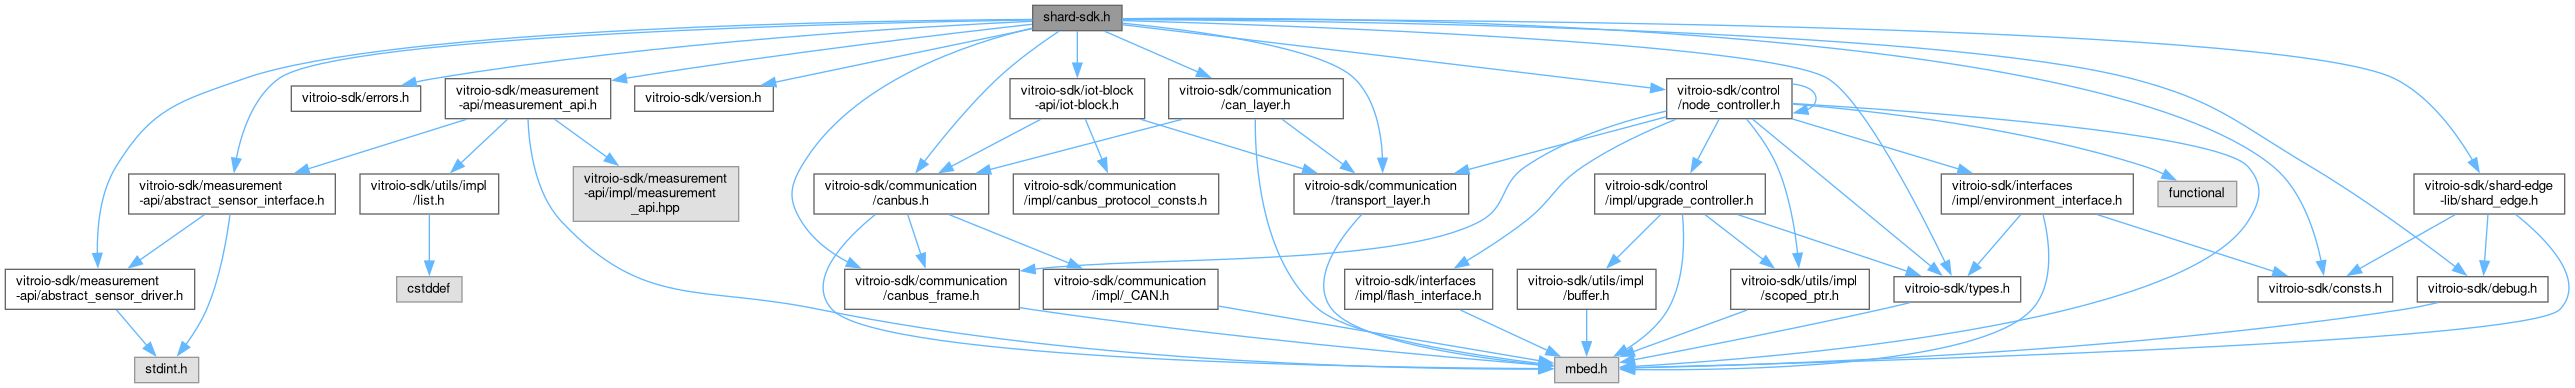 shard-sdk.h
vitroio-sdk/errors.h
vitroio-sdk/measurement
-api/measurement_api.h
vitroio-sdk/version.h
vitroio-sdk/iot-block
-api/iot-block.h
vitroio-sdk/communication
/can_layer.h
vitroio-sdk/control
/node_controller.h
vitroio-sdk/measurement
-api/abstract_sensor_interface.h
vitroio-sdk/utils/impl
/list.h
vitroio-sdk/measurement
-api/impl/measurement
_api.hpp
vitroio-sdk/communication
/canbus.h
vitroio-sdk/communication
/impl/canbus_protocol_consts.h
vitroio-sdk/communication
/transport_layer.h
vitroio-sdk/control
/impl/upgrade_controller.h
vitroio-sdk/interfaces
/impl/environment_interface.h
functional
vitroio-sdk/shard-edge
-lib/shard_edge.h
vitroio-sdk/measurement
-api/abstract_sensor_driver.h
cstddef
vitroio-sdk/communication
/canbus_frame.h
vitroio-sdk/communication
/impl/_CAN.h
vitroio-sdk/interfaces
/impl/flash_interface.h
vitroio-sdk/utils/impl
/buffer.h
vitroio-sdk/utils/impl
/scoped_ptr.h
vitroio-sdk/types.h
vitroio-sdk/consts.h
vitroio-sdk/debug.h
stdint.h
mbed.h